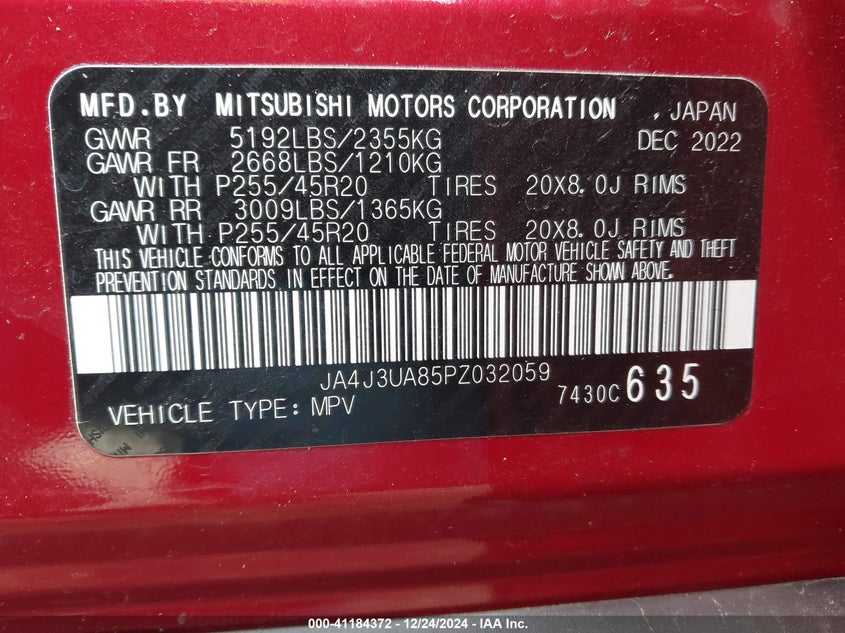 MFD.BY MITSUBISHI MOTORS CORPORATION , JAPAN
GWWR 5192LBS/2355KG DEC 2022
GAWR FR 2668LBS/1210KG
WITH P255/45R20 TIRES 20X8.0J RIMS
GAWR RR 3009LBS/1365KG
WITH P255/45R20 TIRES 20X8.0J RIMS
THIS VEHICLE CONFORMS TO ALL APPLICABLE FEDERAL MOTOR VEHICLE SAFETY AND THEFT
PREVENTION STANDARDS IN EFFECT ON THE DATE OF MANUFACTURE SHOWN ABOVE.
JA4J3UA85PZ032059
7430C 635
VEHICLE TYPE: MPV
000-41184372 - 12/24/2024 - IAA Inc.